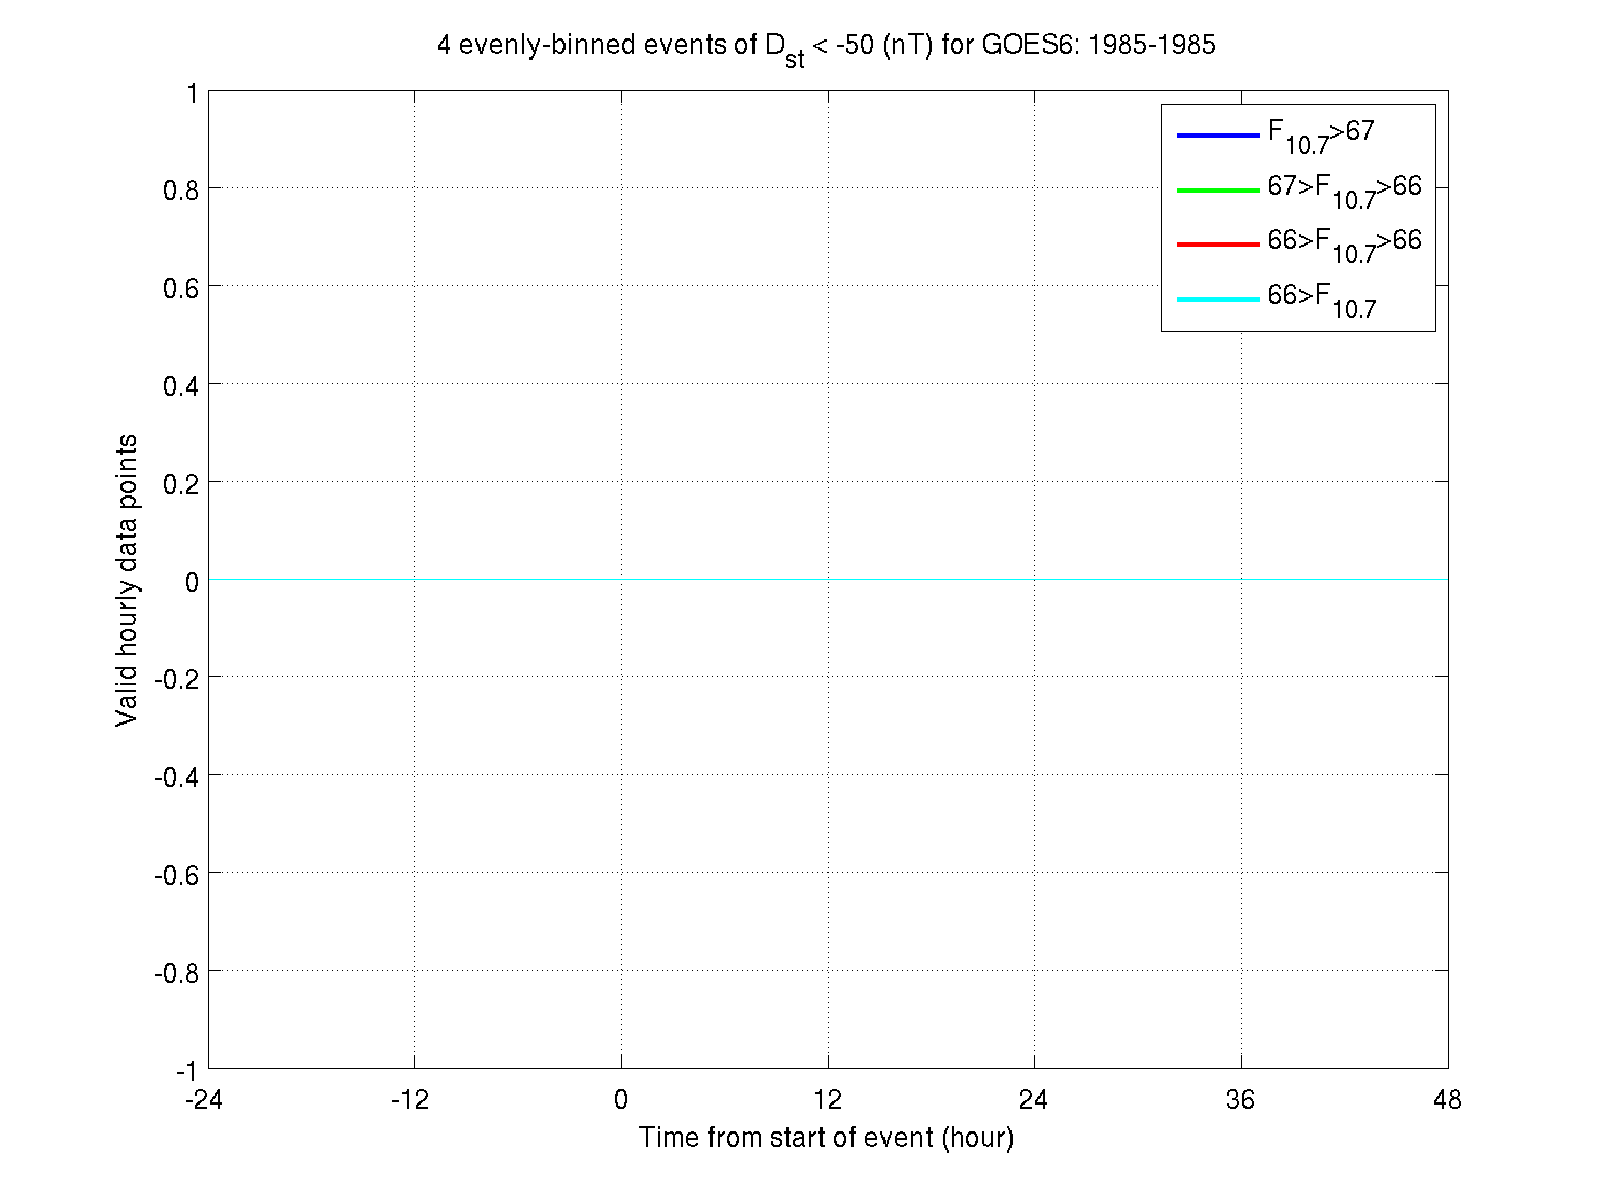 4 evenly-binned events of Dst < -50 (nT) for GOES6: 1985-1985
1
0.8
0.6
0.4
0.2
0
-0.2
-0.4
-0.6
-0.8
-1
Valid hourly data points
F10.7>67
67>F10.7>66
66>F10.7>66
66>F10.7
-24 -12 0 12 24 36 48
Time from start of event (hour)